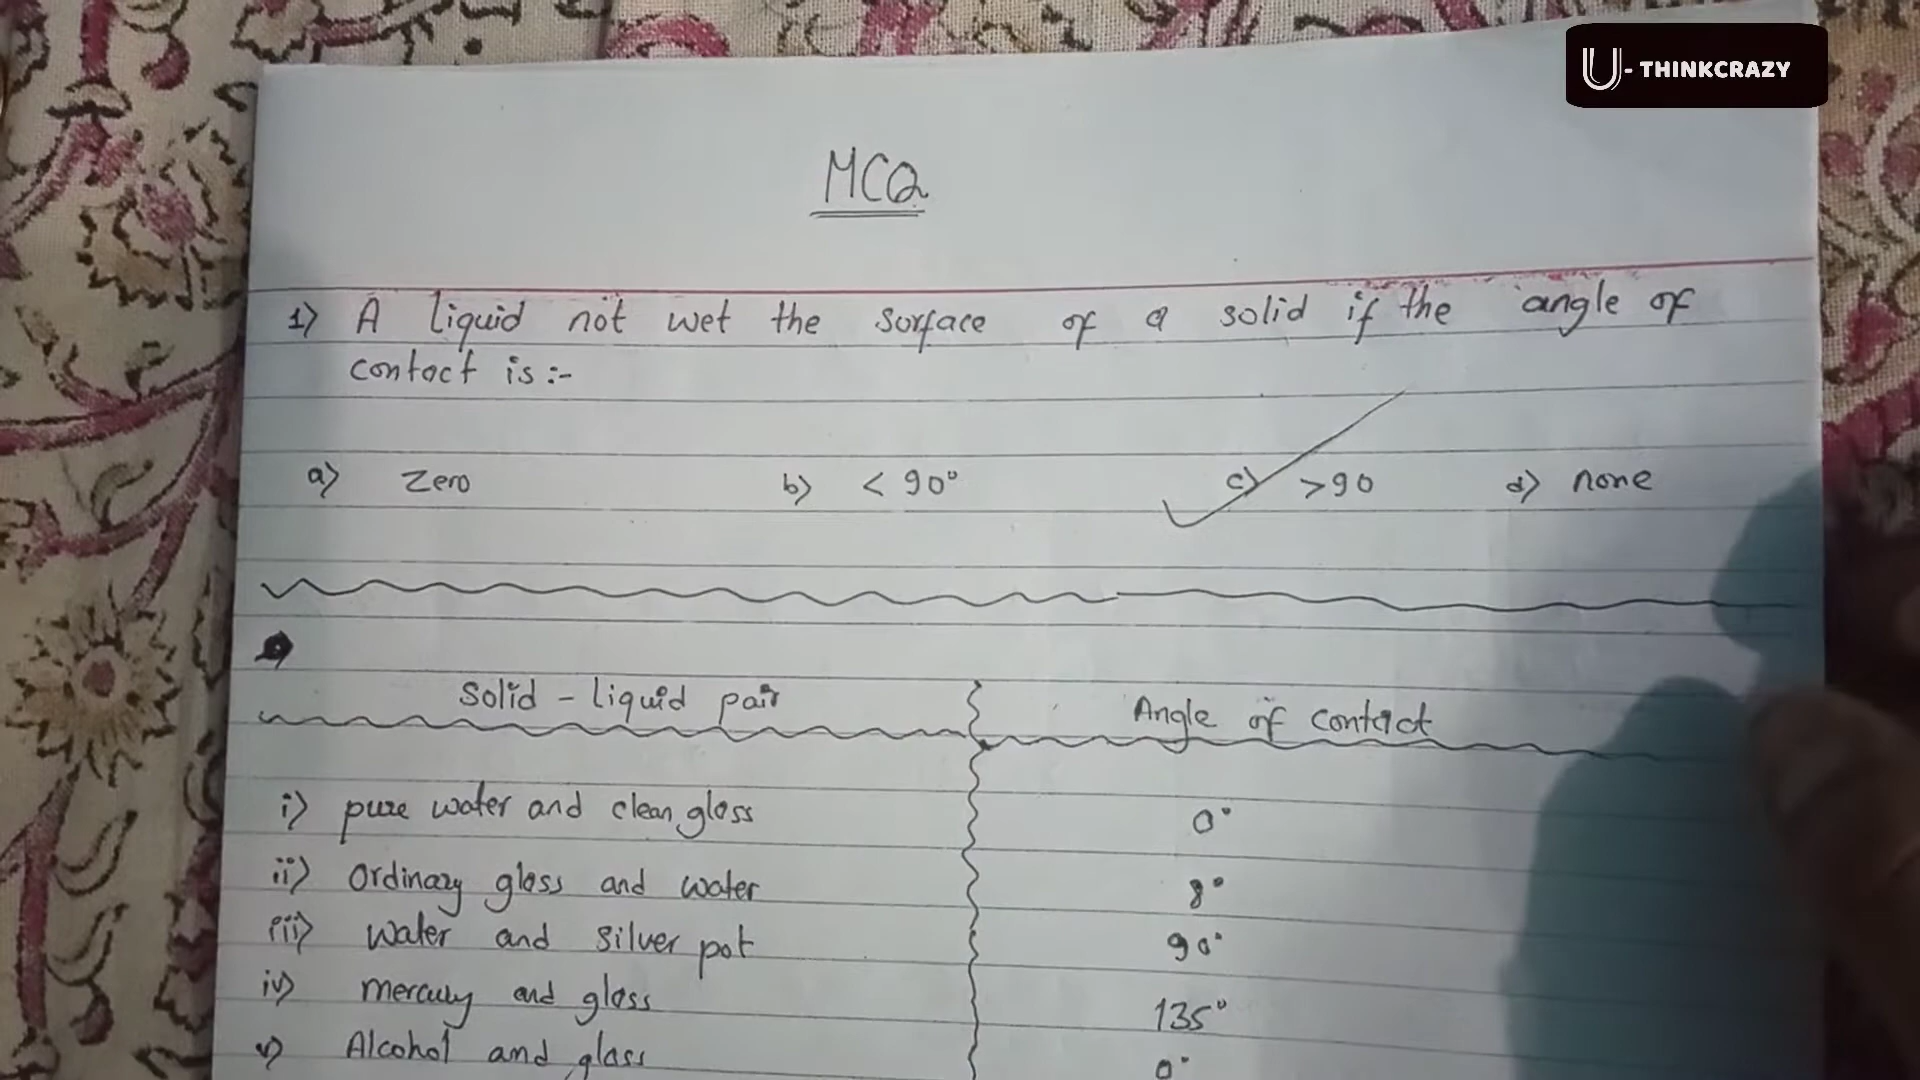 U - THINKCRAZY
MCQ
1) A liquid not wet the surface of a solid if the angle of
contact is :-
a) Zero b) < 90° c) >90 d) none
Solid - liquid pair Angle of contact
i) pure water and clean glass 0°
ii) Ordinary glass and water 8°
iii) Water and silver pot 90°
iv) mercury and glass 135°
v) Alcohol and glass 0°